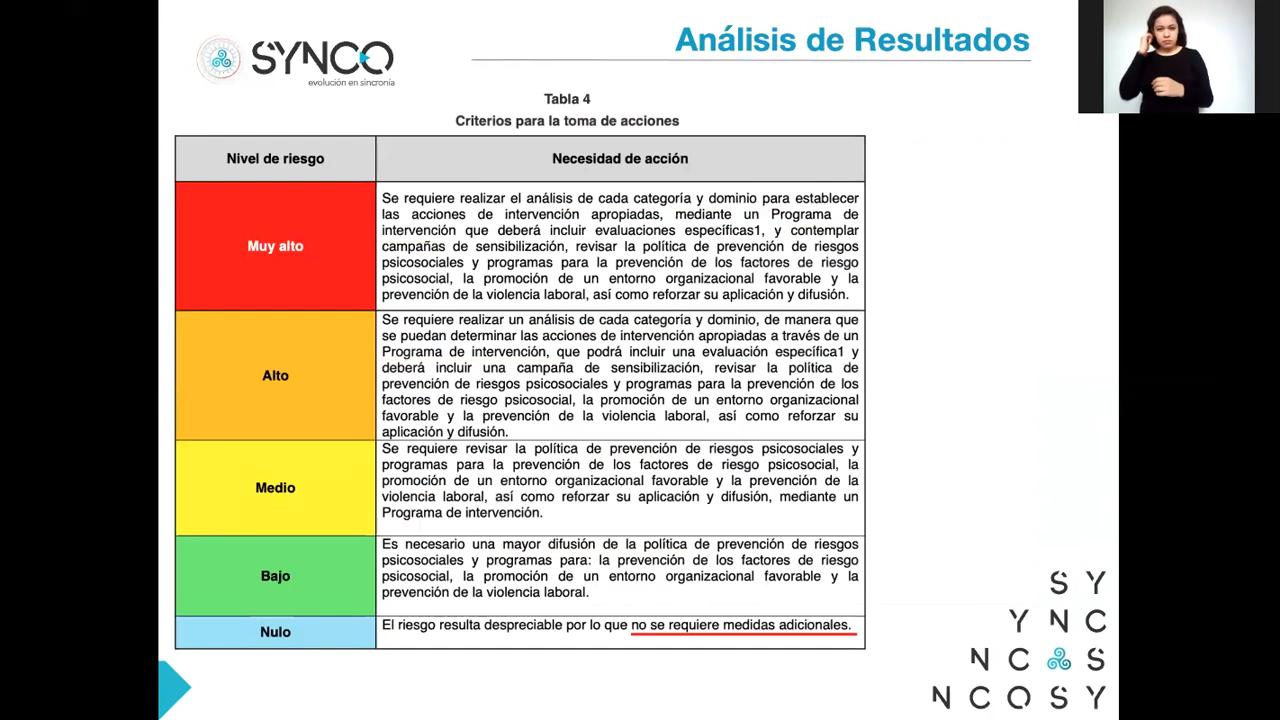 SYNCO
evolución en sincronía
Análisis de Resultados
Tabla 4
Criterios para la toma de acciones
Nivel de riesgo
Necesidad de acción
Muy alto
Se requiere realizar el análisis de cada categoría y dominio para establecer
las acciones de intervención apropiadas, mediante un Programa de
intervención que deberá incluir evaluaciones específicas1, y contemplar
campañas de sensibilización, revisar la política de prevención de riesgos
psicosociales y programas para la prevención de los factores de riesgo
psicosocial, la promoción de un entorno organizacional favorable y la
prevención de la violencia laboral, así como reforzar su aplicación y difusión.
Alto
Se requiere realizar un análisis de cada categoría y dominio, de manera que
se puedan determinar las acciones de intervención apropiadas a través de un
Programa de intervención, que podrá incluir una evaluación específica1 y
deberá incluir una campaña de sensibilización, revisar la política de
prevención de riesgos psicosociales y programas para la prevención de los
factores de riesgo psicosocial, la promoción de un entorno organizacional
favorable y la prevención de la violencia laboral, así como reforzar su
aplicación y difusión.
Medio
Se requiere revisar la política de prevención de riesgos psicosociales y
programas para la prevención de los factores de riesgo psicosocial, la
promoción de un entorno organizacional favorable y la prevención de la
violencia laboral, así como reforzar su aplicación y difusión, mediante un
Programa de intervención.
Bajo
Es necesario una mayor difusión de la política de prevención de riesgos
psicosociales y programas para: la prevención de los factores de riesgo
psicosocial, la promoción de un entorno organizacional favorable y la
prevención de la violencia laboral.
Nulo
El riesgo resulta despreciable por lo que no se requiere medidas adicionales.
S Y
Y N C
N C S
N C O S Y